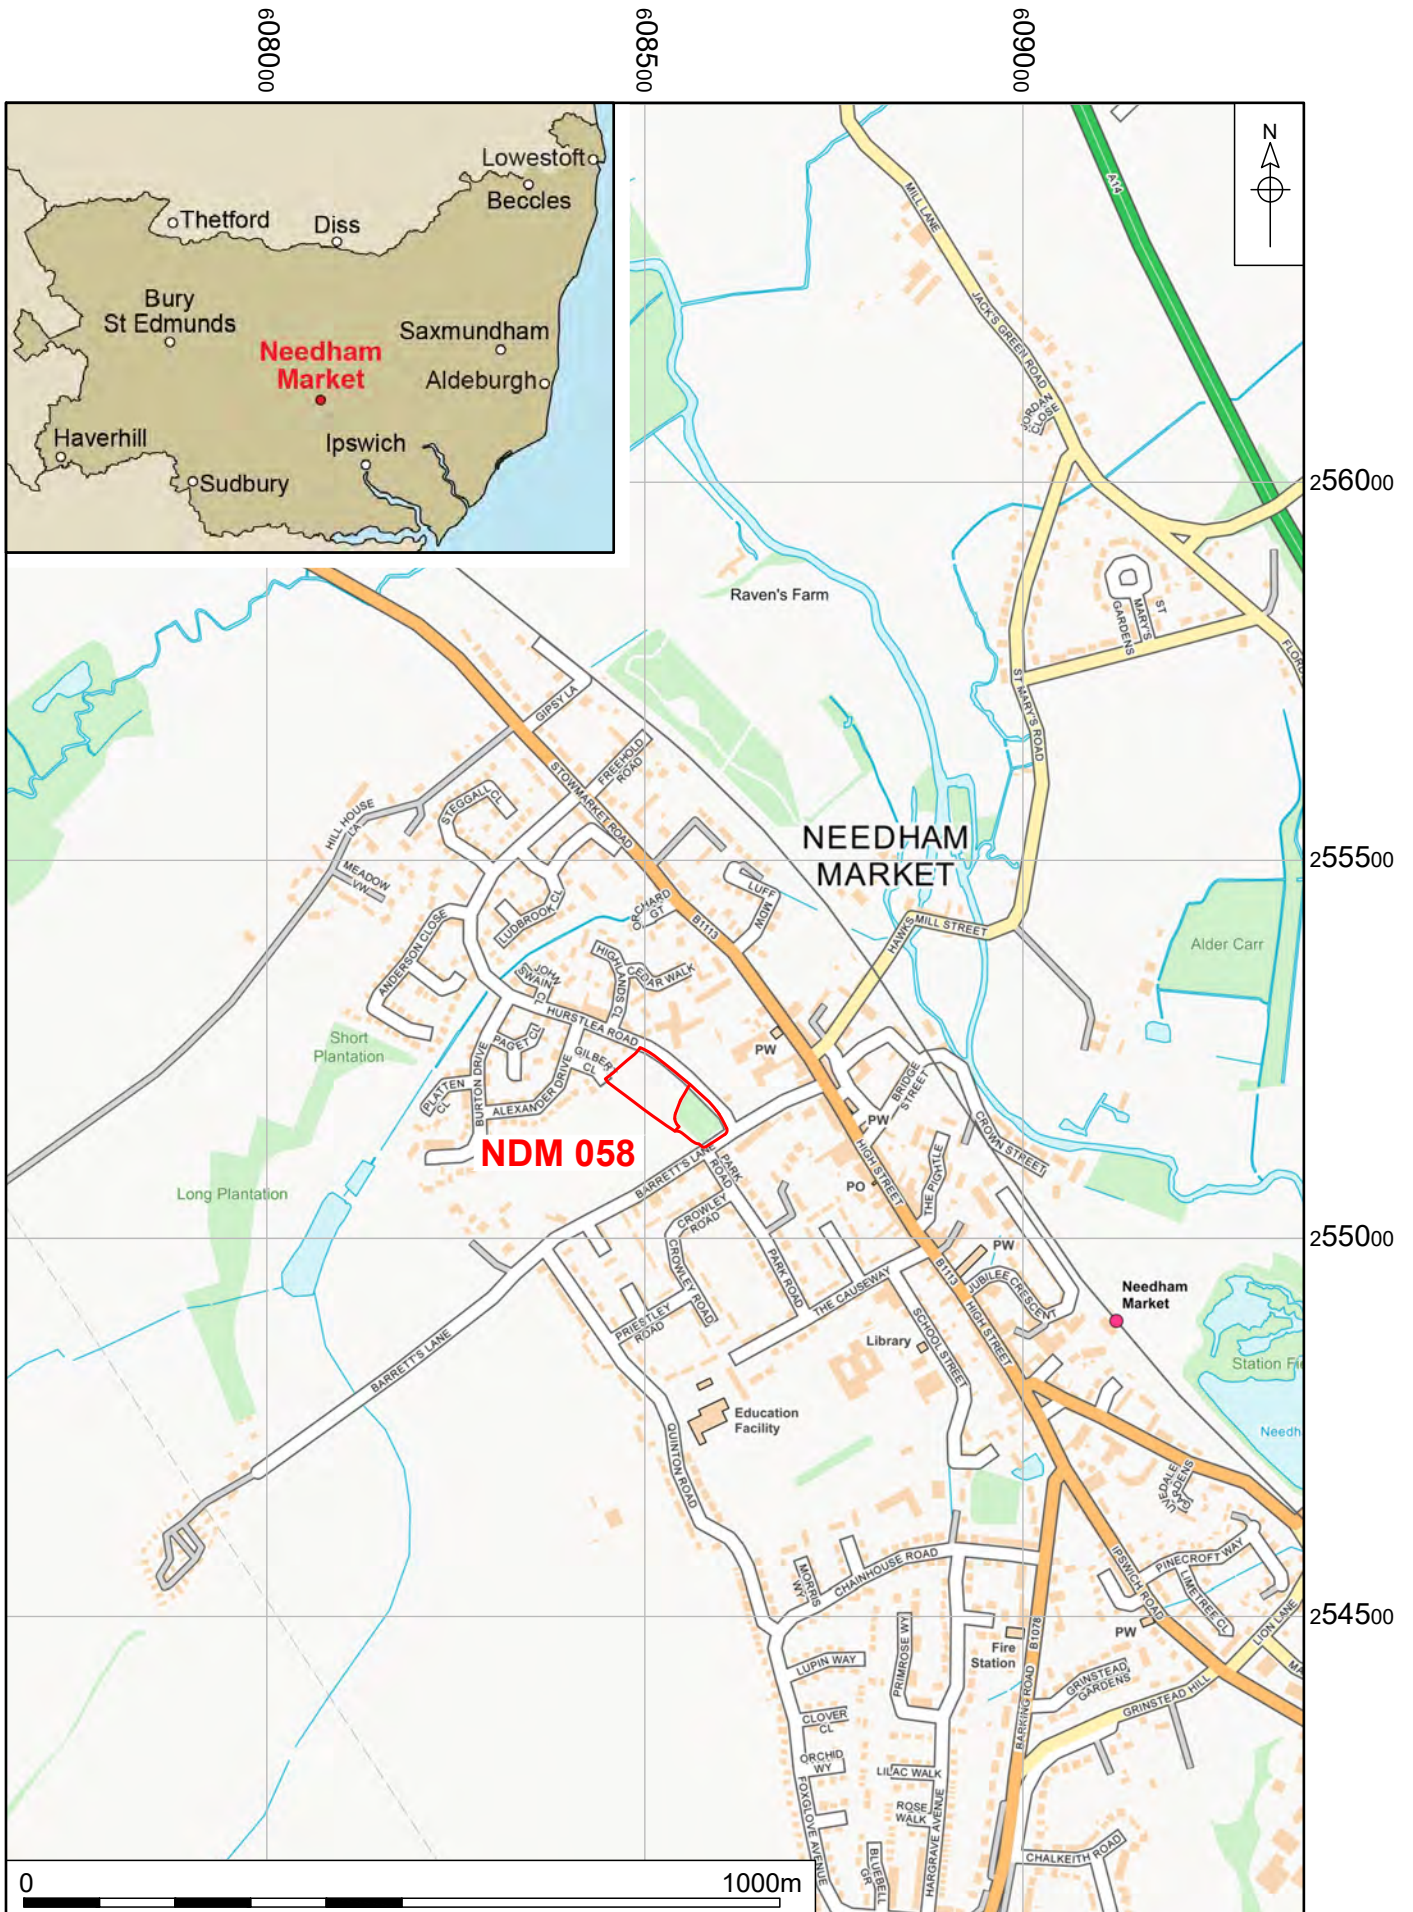 608000
608500
609000
Lowestoft
Beccles
Thetford
Diss
Bury
St Edmunds
Saxmundham
Needham
Market
Aldeburgh
Haverhill
Ipswich
Sudbury
N
A14
MILL LANE
JACK'S GREEN ROAD
JORDAN
CLOSE
256000
Raven's Farm
ST
MARY'S
GARDENS
ST MARY'S ROAD
GIPSY LA
FREEHOLD
ROAD
STOWMARKET ROAD
STEGGALL
CL
HILL HOUSE
LA
MEADOW
VW
NEEDHAM
MARKET
255500
LUFF
MDW
ORCHARD
GT
B1113
LUDBROOK CL
ANDERSON CLOSE
HAWKS
MILL STREET
Alder Carr
HIGHLANDS CL
CEDAR WALK
JOHN
SWAIN
CL
HURSTLEA ROAD
Short
Plantation
PAGET CL
GILBERT
CL
BURTON DRIVE
PLATTEN
CL
ALEXANDER DRIVE
PW
BRIDGE
STREET
PW
CROWN STREET
NDM 058
BARRETT'S LANE
PARK
ROAD
HIGH STREET
THE PIGHTLE
PO
Long Plantation
CROWLEY
ROAD
CROWLEY ROAD
PARK ROAD
255000
PW
B1113
JUBILEE CRESCENT
THE CAUSEWAY
Needham
Market
PRIESTLEY
ROAD
Library
SCHOOL STREET
HIGH STREET
BARRETT'S LANE
Education
Facility
QUINTON ROAD
UVEDALE
GARDENS
IPSWICH ROAD
PINECROFT WAY
LIMETREE CL
CHAINHOUSE ROAD
MORRIS
WY
254500
LION LANE
PW
Fire
Station
B1078
PRIMROSE WY
LUPIN WAY
GRINSTEAD
GARDENS
GRINSTEAD HILL
BARKING ROAD
CLOVER
CL
ORCHID
WY
LILAC WALK
FOXGLOVE AVENUE
ROSE
WALK
HARGRAVE AVENUE
BLUEBELL
GR
CHALKEITH ROAD
0
1000m